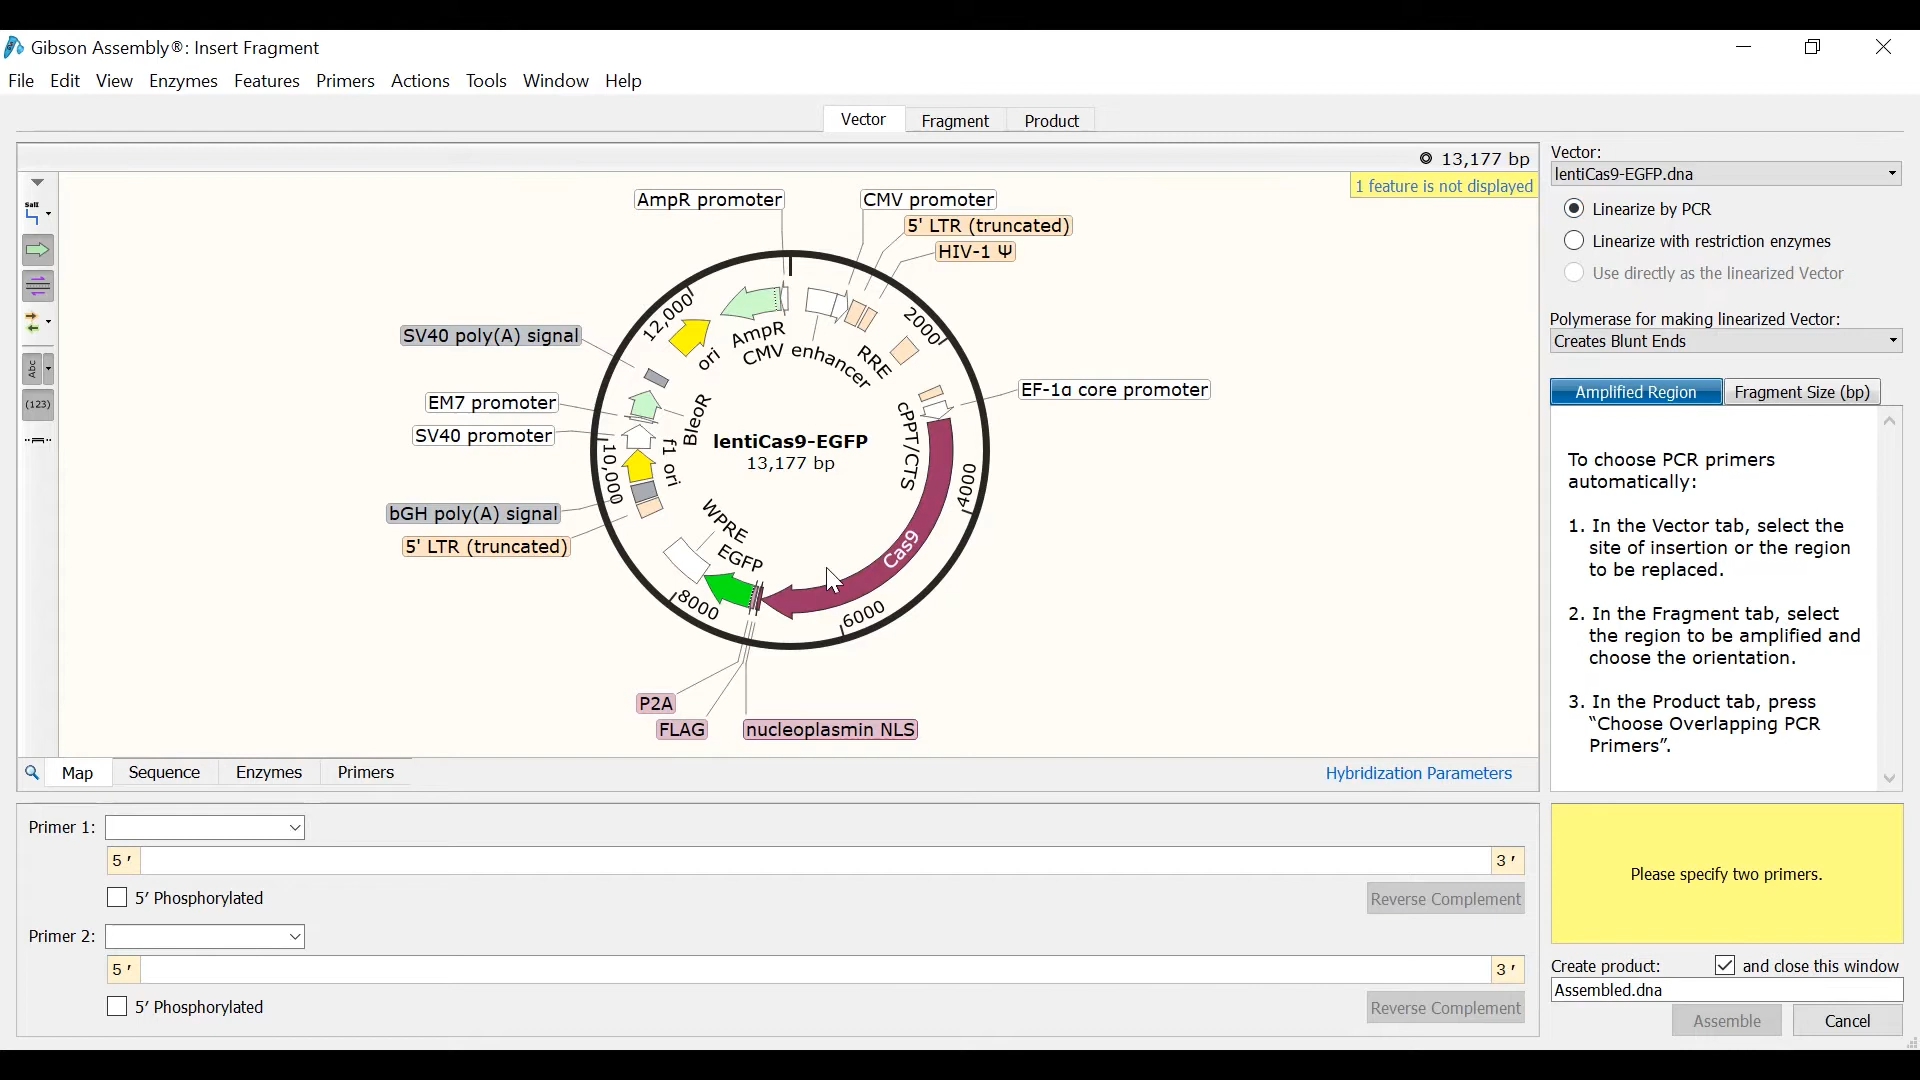 Gibson Assembly®: Insert Fragment
File Edit View Enzymes Features Primers Actions Tools Window Help
Vector Fragment Product
13,177 bp
1 feature is not displayed
SalI
Abc
(123)
AmpR promoter
CMV promoter
5' LTR (truncated)
HIV-1 Ψ
12,000
2000
SV40 poly(A) signal
ori
AmpR
CMV enhancer
RRE
EF-1α core promoter
EM7 promoter
SV40 promoter
BleoR
f1 ori
cPPT/CTS
lentiCas9-EGFP
13,177 bp
10,000
4000
bGH poly(A) signal
5' LTR (truncated)
WPRE
EGFP
Cas9
8000
6000
P2A
FLAG
nucleoplasmin NLS
Map Sequence Enzymes Primers
Hybridization Parameters
Vector:
lentiCas9-EGFP.dna
Linearize by PCR
Linearize with restriction enzymes
Use directly as the linearized Vector
Polymerase for making linearized Vector:
Creates Blunt Ends
Amplified Region Fragment Size (bp)
To choose PCR primers
automatically:
1. In the Vector tab, select the
site of insertion or the region
to be replaced.
2. In the Fragment tab, select
the region to be amplified and
choose the orientation.
3. In the Product tab, press
“Choose Overlapping PCR
Primers”.
Primer 1:
5 ′ 3 ′
5′ Phosphorylated
Reverse Complement
Primer 2:
5 ′ 3 ′
5′ Phosphorylated
Reverse Complement
Please specify two primers.
Create product: and close this window
Assembled.dna
Assemble Cancel